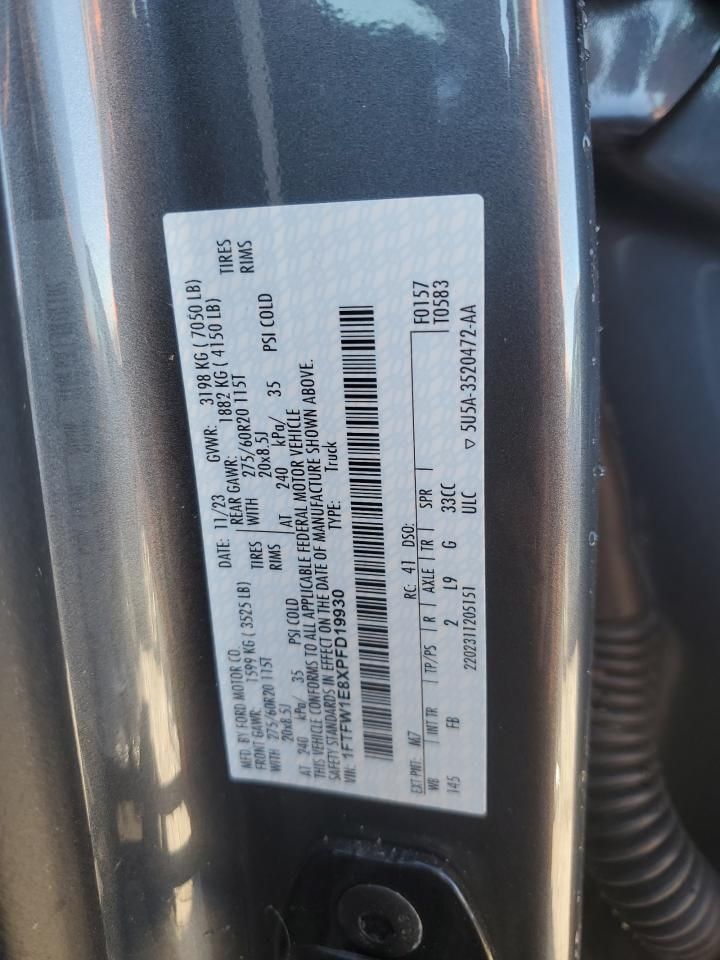 MFD. BY FORD MOTOR CO. DATE: 11/23 GVWR: 3198 KG ( 7050 LB)
FRONT GAWR: 1599 KG ( 3525 LB) REAR GAWR: 1882 KG ( 4150 LB)
WITH 275/60R20 115T TIRES WITH 275/60R20 115T TIRES
20x8.5J RIMS 20x8.5J RIMS
AT 240 kPa/ 35 PSI COLD AT 240 kPa/ 35 PSI COLD
THIS VEHICLE CONFORMS TO ALL APPLICABLE FEDERAL MOTOR VEHICLE
SAFETY STANDARDS IN EFFECT ON THE DATE OF MANUFACTURE SHOWN ABOVE.
VIN: 1FTFW1E8XPFD19930 TYPE: Truck
F0157
T0583
EXT PNT: M7 RC: 41 DSO:
WB INT TR TP/PS R AXLE TR SPR
145 FB 2 L9 G 33CC
2202311205151 ULC ▽ 5U5A-3520472-AA